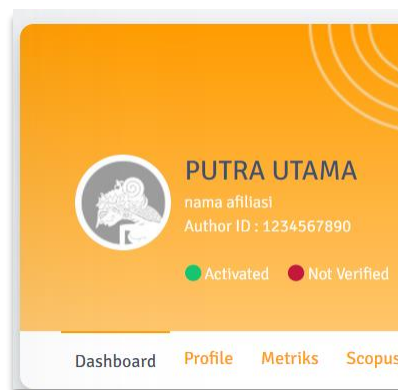 PUTRA UTAMA
nama afiliasi
Author ID : 1234567890
Activated Not Verified
Dashboard Profile Metriks Scopus